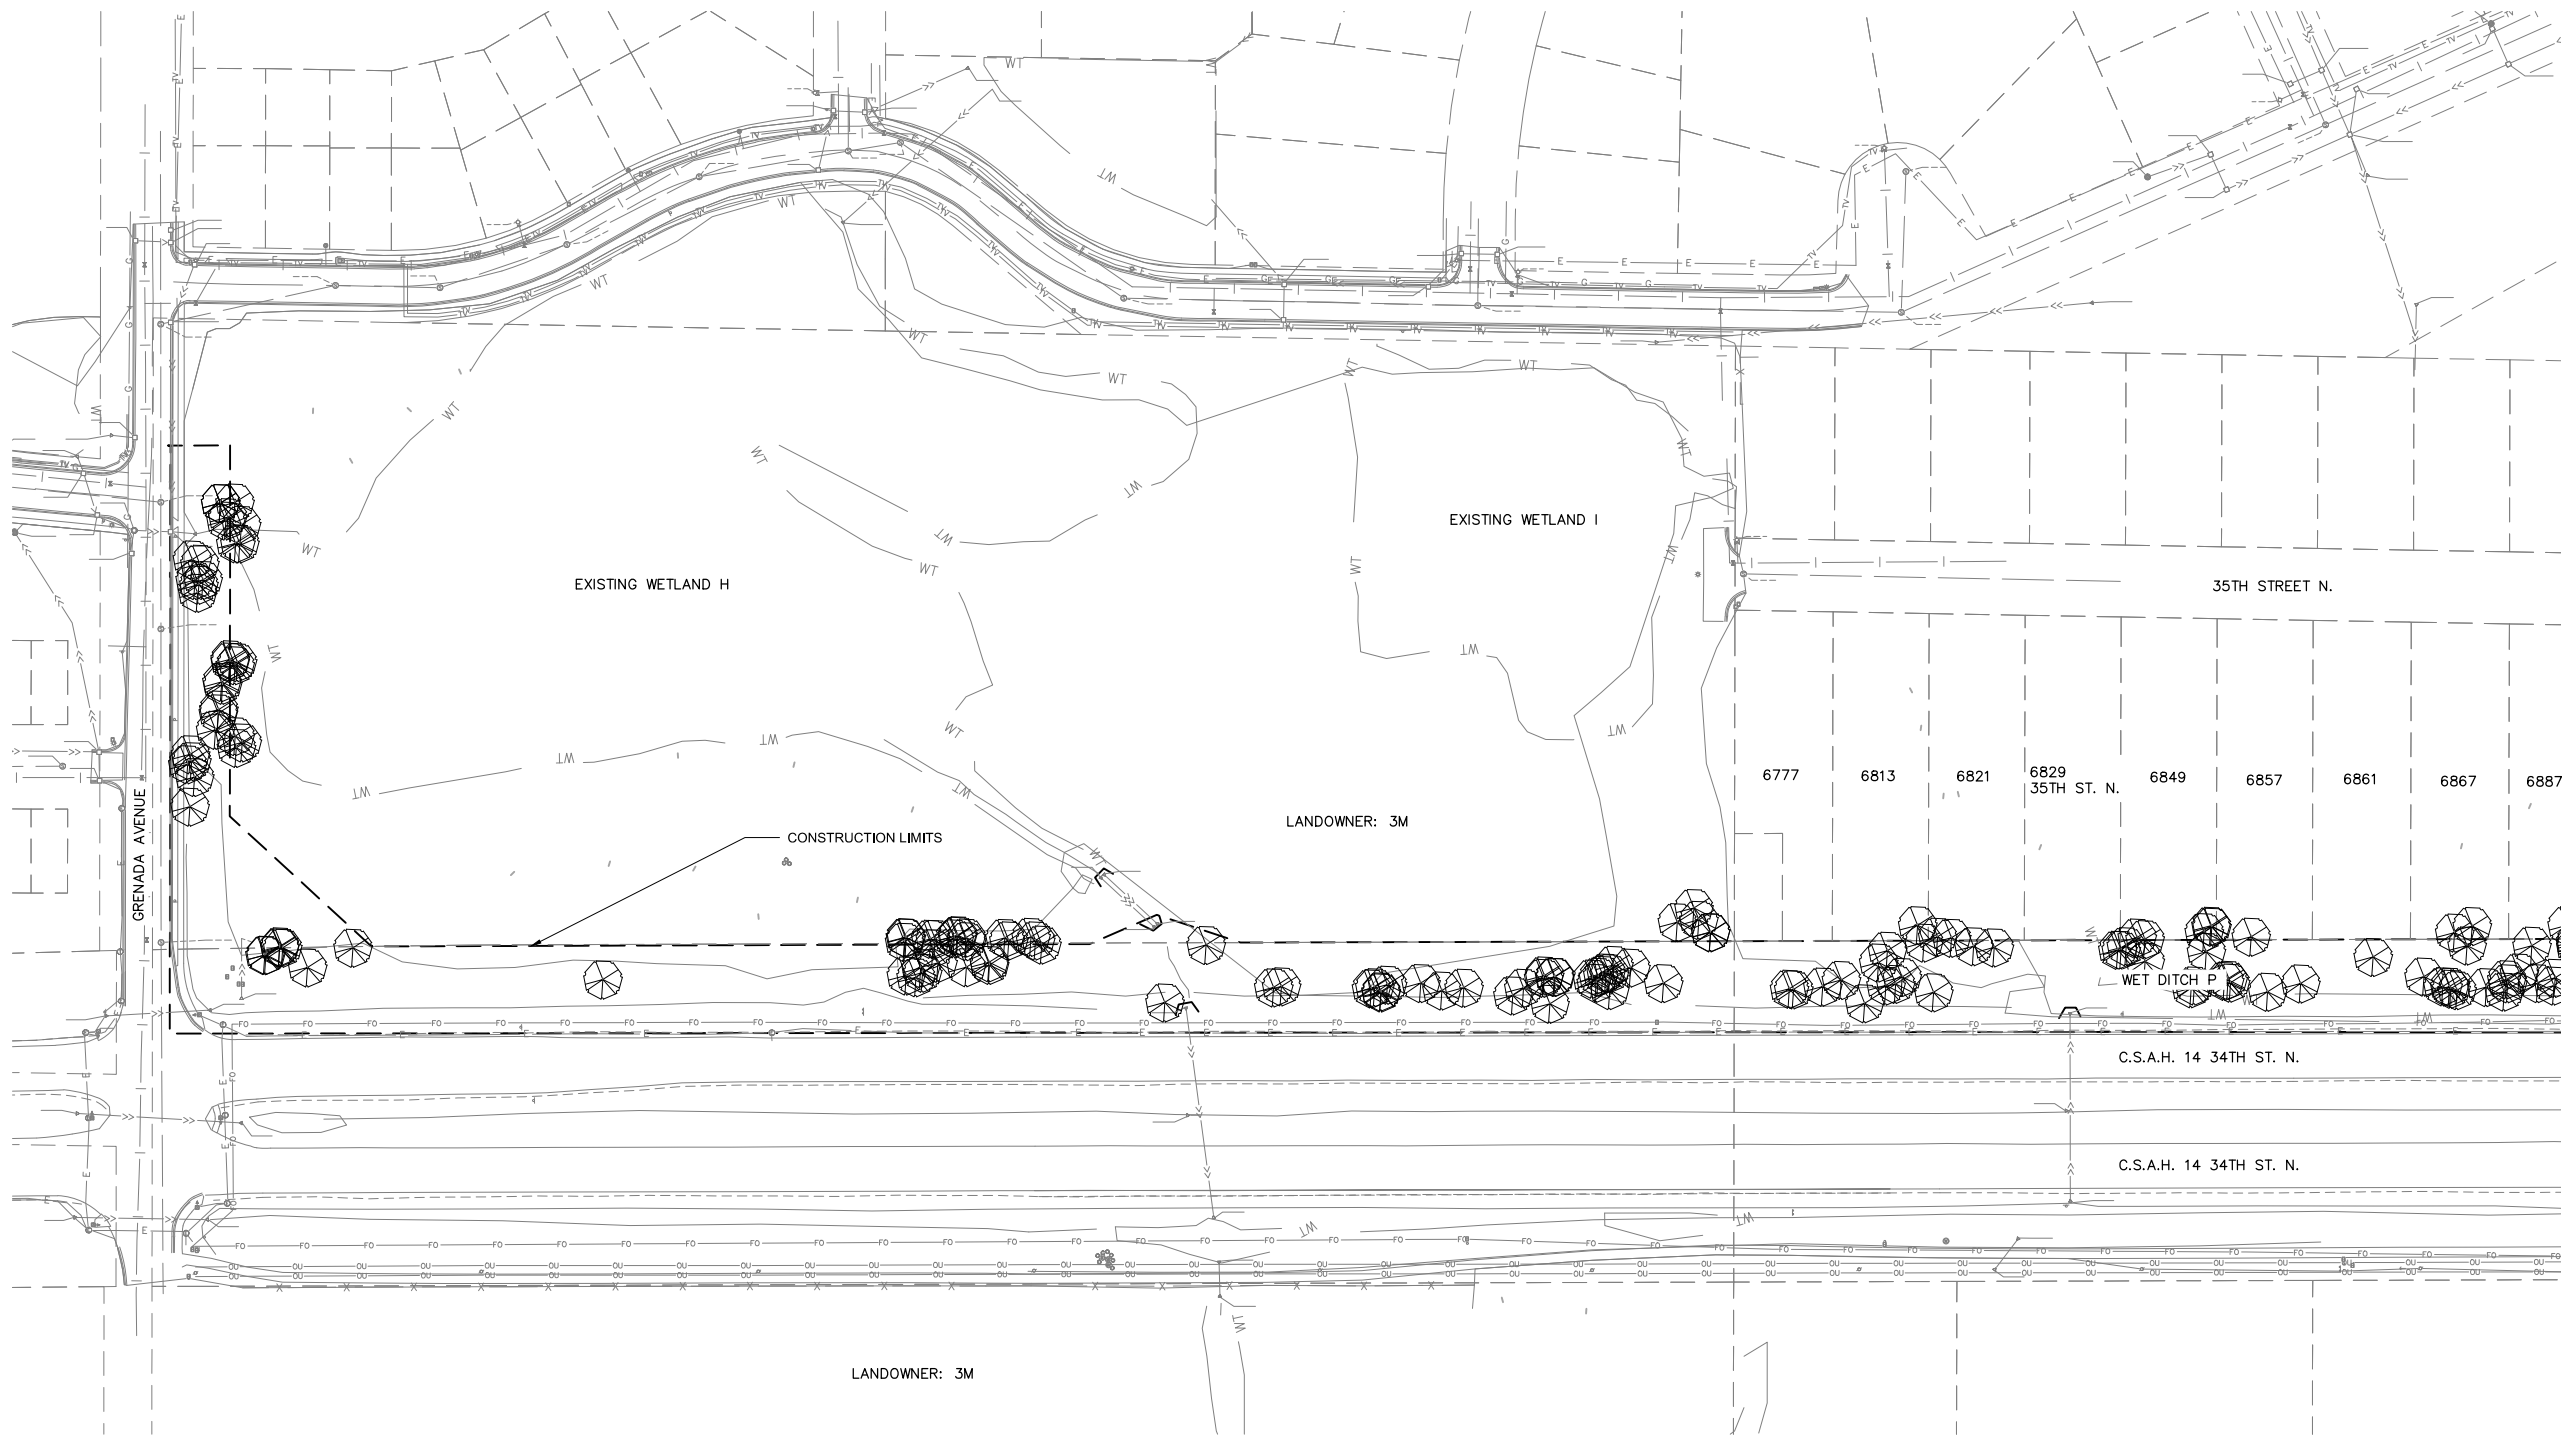 EXISTING WETLAND I
EXISTING WETLAND H
35TH STREET N.
6777
6813
6821
6829
35TH ST. N.
6849
6857
6861
6867
6887
LANDOWNER: 3M
CONSTRUCTION LIMITS
GRENADA AVENUE
WET DITCH P
C.S.A.H. 14 34TH ST. N.
C.S.A.H. 14 34TH ST. N.
LANDOWNER: 3M